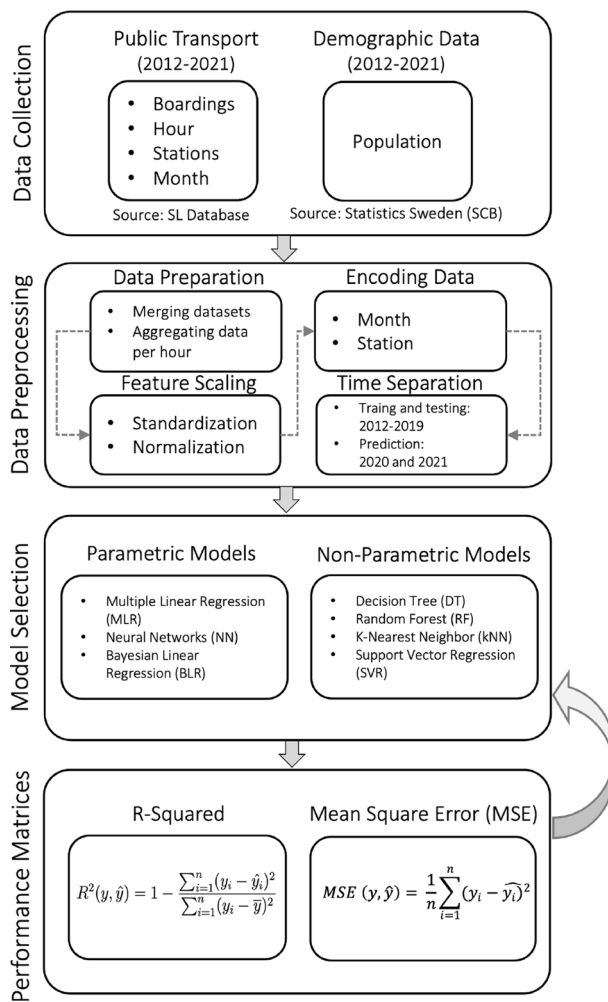 Data Collection
Public Transport
(2012-2021)
• Boardings
• Hour
• Stations
• Month
Source: SL Database
Demographic Data
(2012-2021)
Population
Source: Statistics Sweden (SCB)
Data Preprocessing
Data Preparation
• Merging datasets
• Aggregating data
per hour
Encoding Data
• Month
• Station
Feature Scaling
• Standardization
• Normalization
Time Separation
• Traing and testing:
2012-2019
• Prediction:
2020 and 2021
Model Selection
Parametric Models
• Multiple Linear Regression
(MLR)
• Neural Networks (NN)
• Bayesian Linear
Regression (BLR)
Non-Parametric Models
• Decision Tree (DT)
• Random Forest (RF)
• K-Nearest Neighbor (kNN)
• Support Vector Regression
(SVR)
Performance Matrices
R-Squared
R²(y, ŷ) = 1 − ∑ⁿᵢ₌₁(yᵢ − ŷᵢ)² / ∑ⁿᵢ₌₁(yᵢ − ȳ)²
Mean Square Error (MSE)
MSE (y, ŷ) = 1/n ∑ⁿᵢ₌₁(yᵢ − ŷᵢ)²